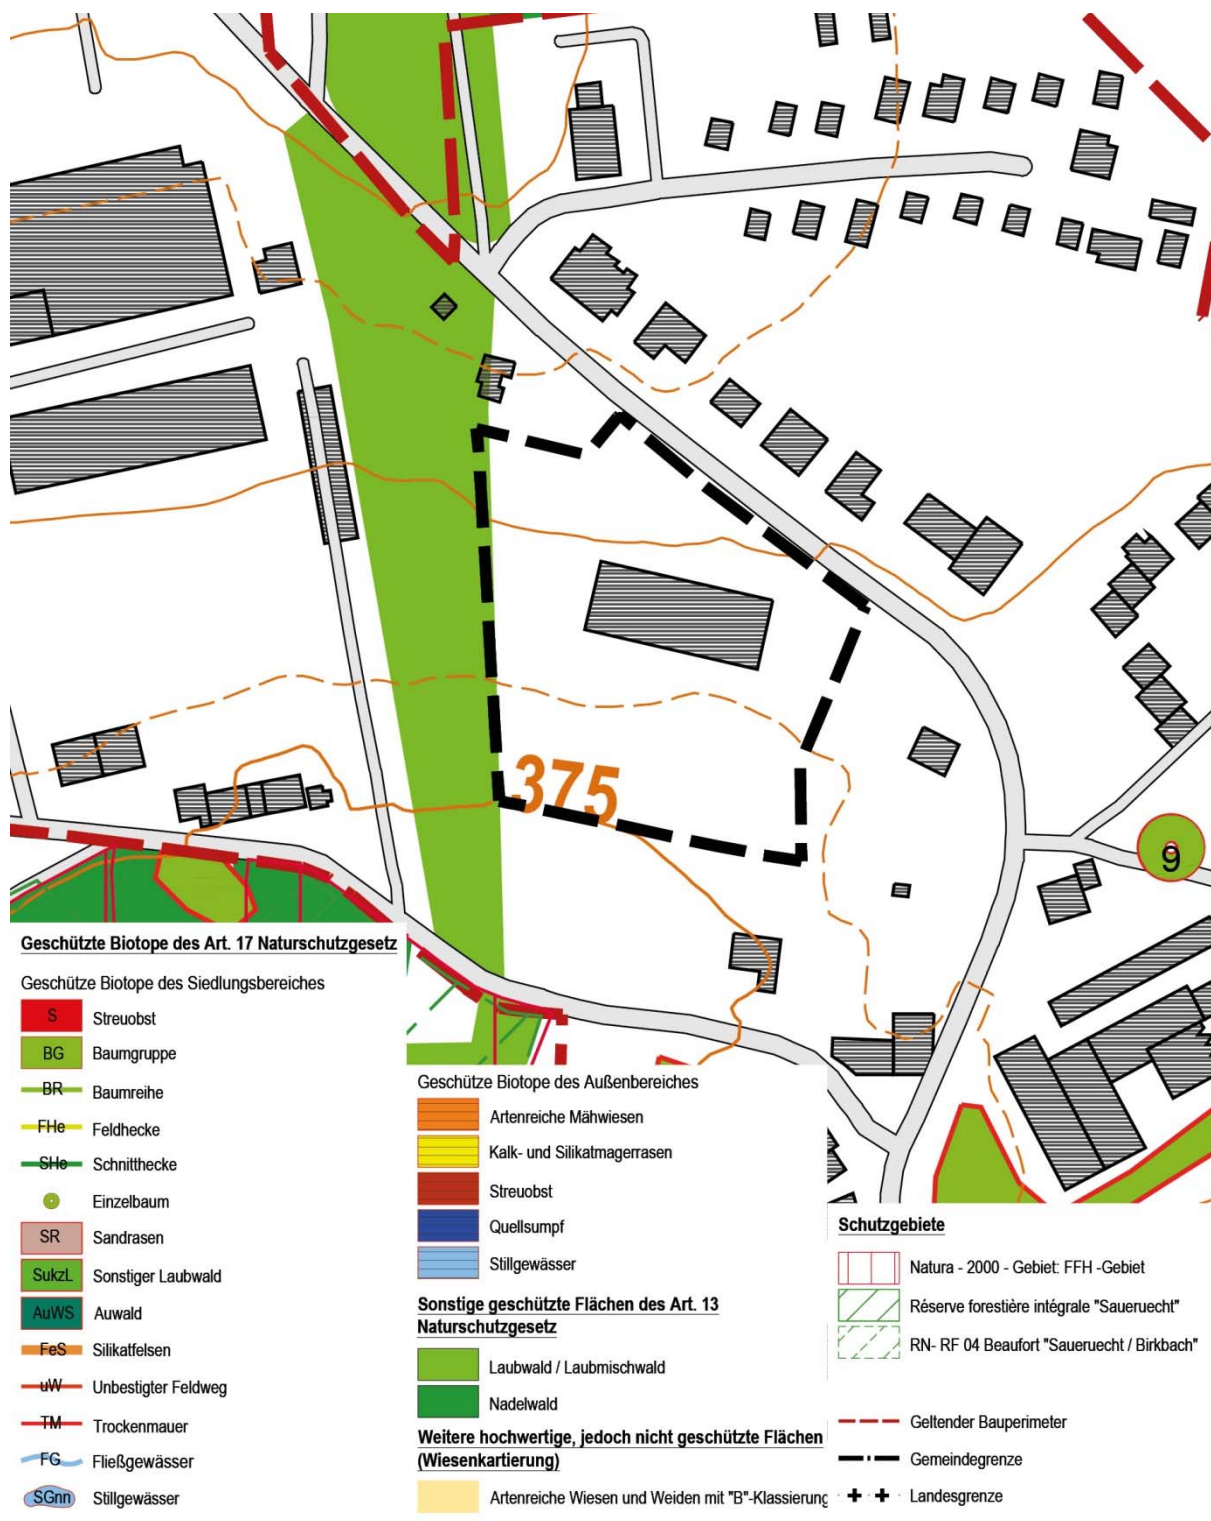 375
9
Geschützte Biotope des Art. 17 Naturschutzgesetz
Geschütze Biotope des Siedlungsbereiches
S Streuobst
BG Baumgruppe
BR Baumreihe
FHe Feldhecke
SHe Schnitthecke
Einzelbaum
SR Sandrasen
SukzL Sonstiger Laubwald
AuWS Auwald
FeS Silikatfelsen
uW Unbestigter Feldweg
TM Trockenmauer
FG Fließgewässer
SGnn Stillgewässer
Geschütze Biotope des Außenbereiches
Artenreiche Mähwiesen
Kalk- und Silikatmagerrasen
Streuobst
Quellsumpf
Stillgewässer
Sonstige geschützte Flächen des Art. 13
Naturschutzgesetz
Laubwald / Laubmischwald
Nadelwald
Weitere hochwertige, jedoch nicht geschützte Flächen
(Wiesenkartierung)
Artenreiche Wiesen und Weiden mit "B"-Klassierung
Schutzgebiete
Natura - 2000 - Gebiet: FFH -Gebiet
Réserve forestière intégrale "Saueruecht"
RN- RF 04 Beaufort "Saueruecht / Birkbach"
Geltender Bauperimeter
Gemeindegrenze
Landesgrenze